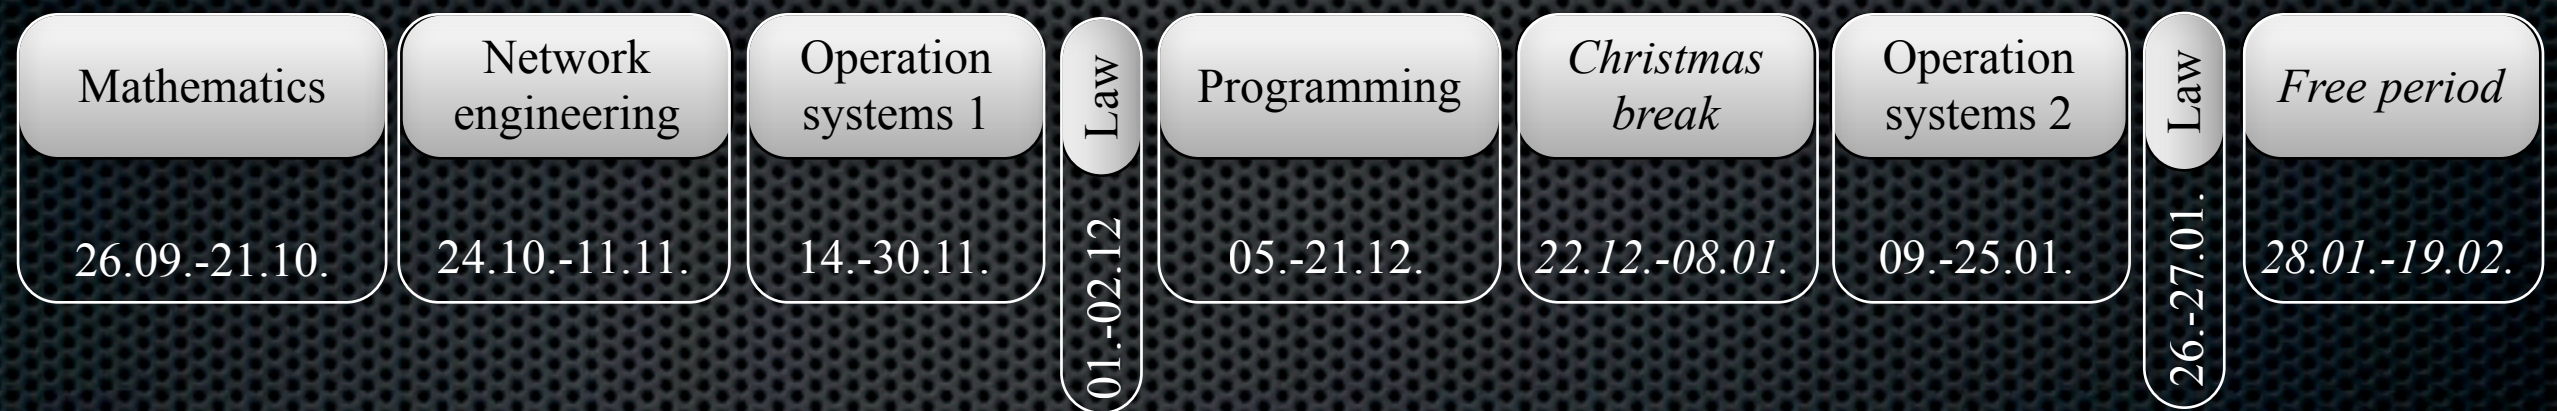 Mathematics
26.09.-21.10.
Network
engineering
24.10.-11.11.
Operation
systems 1
14.-30.11.
Law
01.-02.12
Programming
05.-21.12.
Christmas
break
22.12.-08.01.
Operation
systems 2
09.-25.01.
Law
26.-27.01.
Free period
28.01.-19.02.